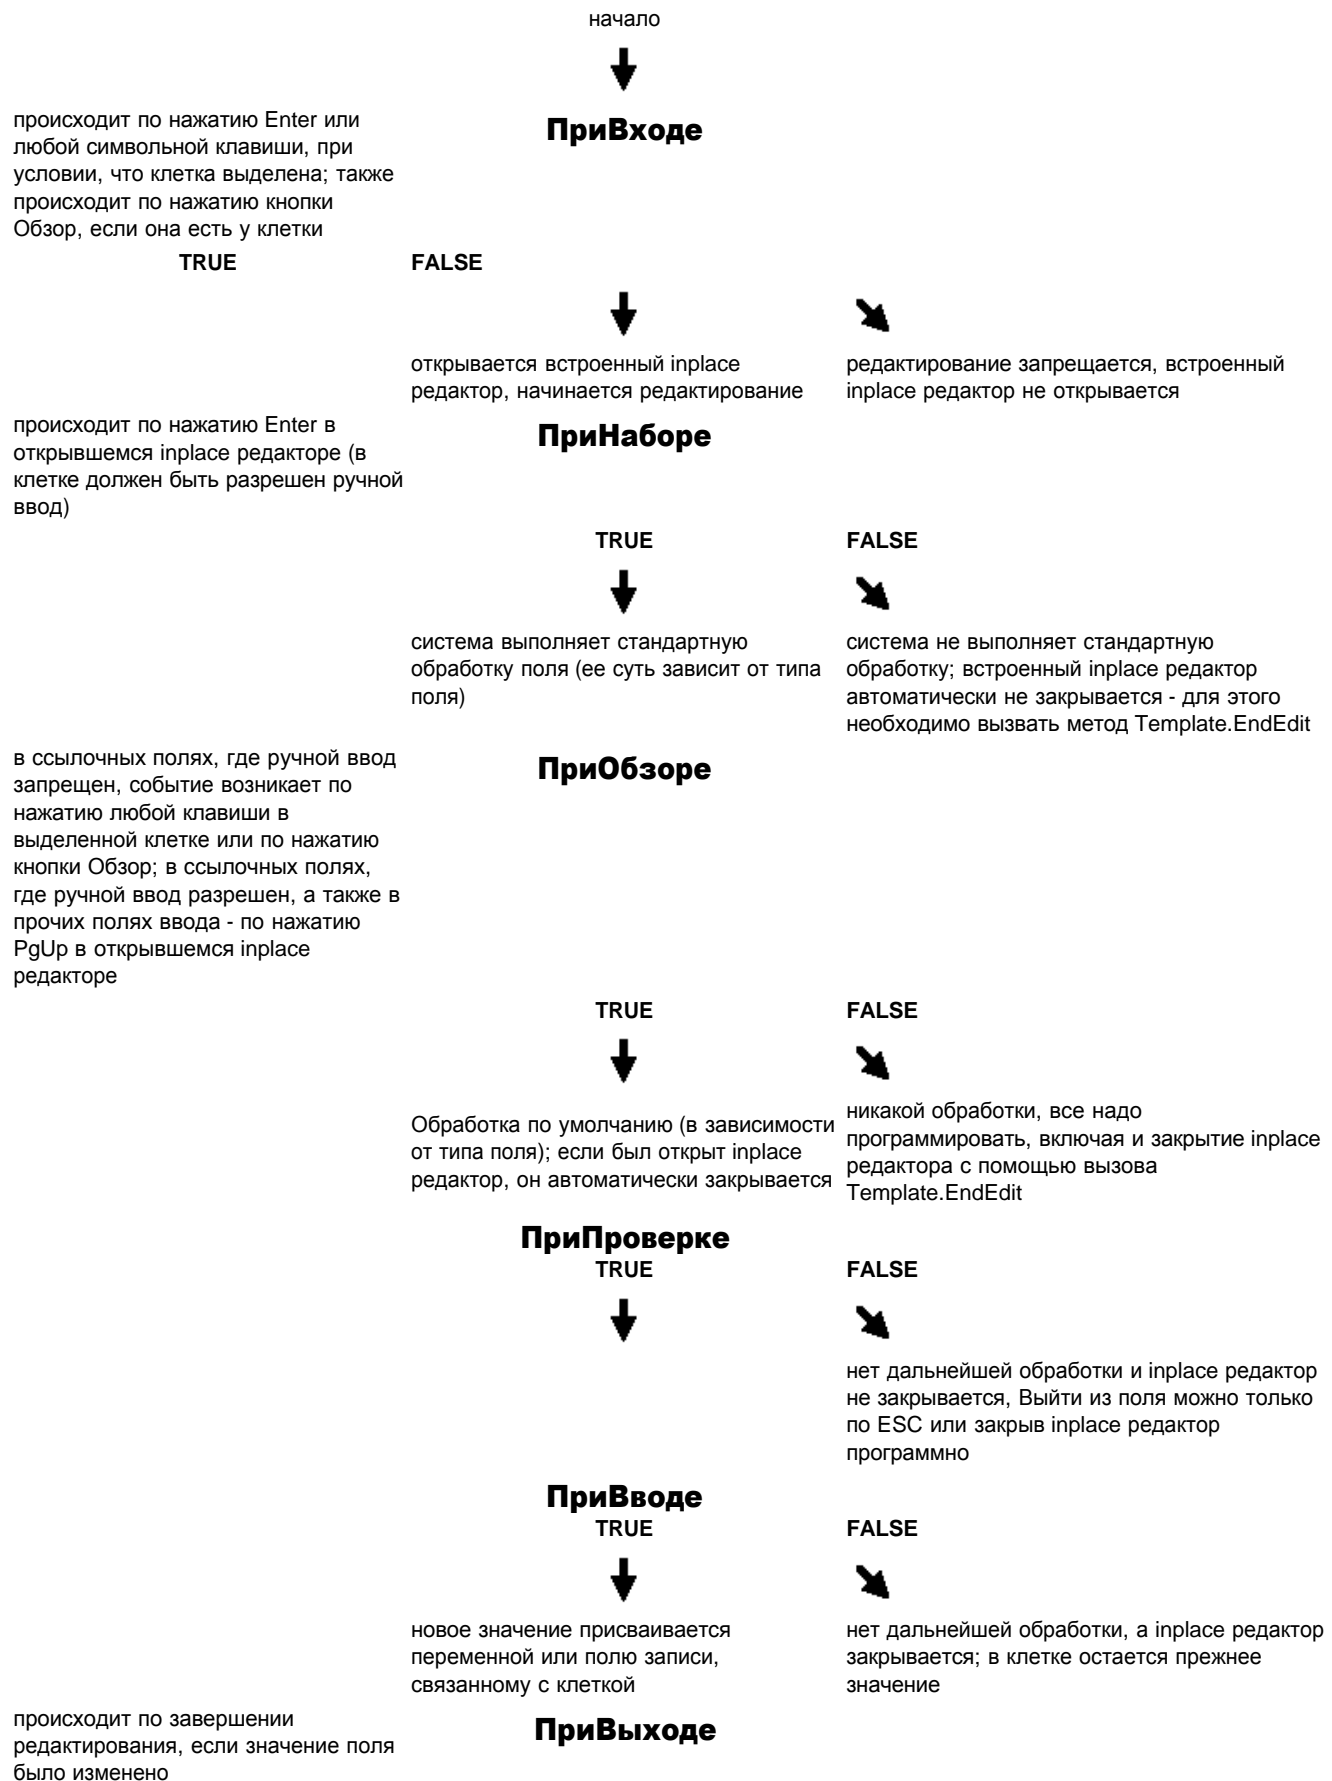 начало
ПриВходе
происходит по нажатию Enter или
любой символьной клавиши, при
условии, что клетка выделена; также
происходит по нажатию кнопки
Обзор, если она есть у клетки
TRUE FALSE
открывается встроенный inplace
редактор, начинается редактирование
редактирование запрещается, встроенный
inplace редактор не открывается
происходит по нажатию Enter в
открывшемся inplace редакторе (в
клетке должен быть разрешен ручной
ввод)
ПриНаборе
TRUE FALSE
система выполняет стандартную
обработку поля (ее суть зависит от типа
поля)
система не выполняет стандартную
обработку; встроенный inplace редактор
автоматически не закрывается - для этого
необходимо вызвать метод Template.EndEdit
в ссылочных полях, где ручной ввод
запрещен, событие возникает по
нажатию любой клавиши в
выделенной клетке или по нажатию
кнопки Обзор; в ссылочных полях,
где ручной ввод разрешен, а также в
прочих полях ввода - по нажатию
PgUp в открывшемся inplace
редакторе
ПриОбзоре
TRUE FALSE
Обработка по умолчанию (в зависимости
от типа поля); если был открыт inplace
редактор, он автоматически закрывается
никакой обработки, все надо
программировать, включая и закрытие inplace
редактора с помощью вызова
Template.EndEdit
ПриПроверке
TRUE FALSE
нет дальнейшей обработки и inplace редактор
не закрывается, Выйти из поля можно только
по ESC или закрыв inplace редактор
программно
ПриВводе
TRUE FALSE
новое значение присваивается
переменной или полю записи,
связанному с клеткой
нет дальнейшей обработки, а inplace редактор
закрывается; в клетке остается прежнее
значение
происходит по завершении
редактирования, если значение поля
было изменено
ПриВыходе